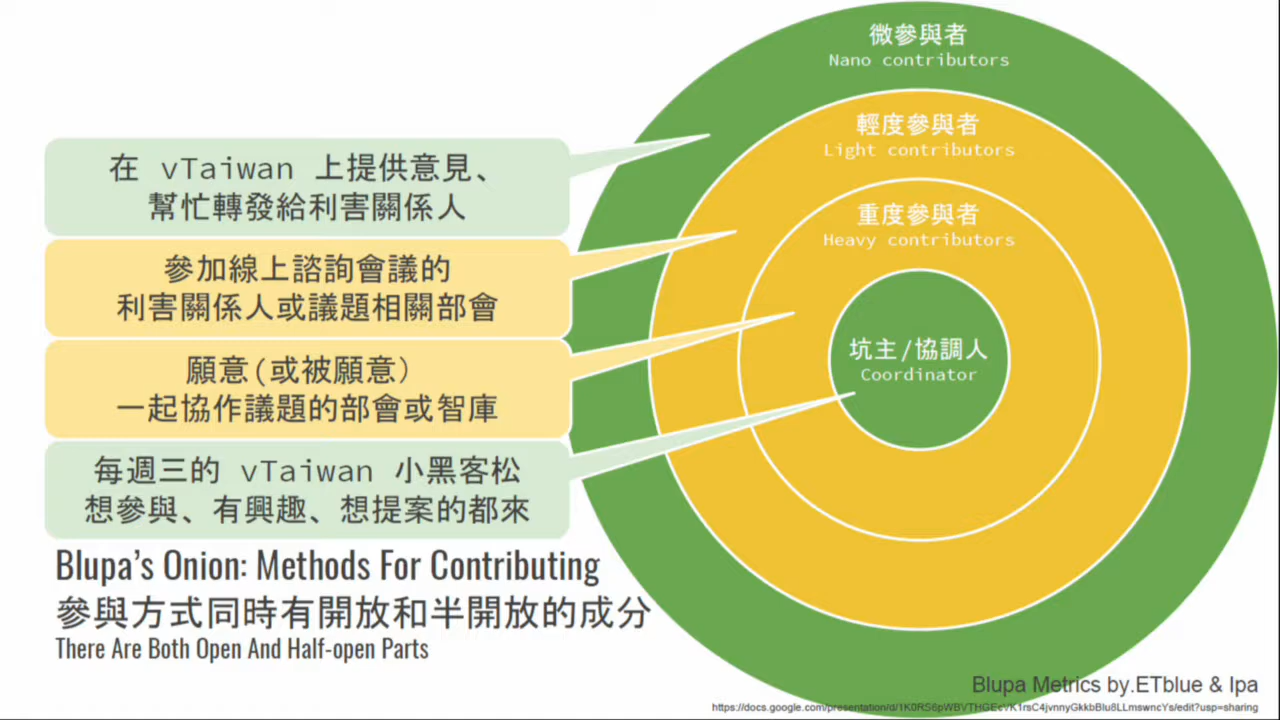 微參與者
Nano contributors
輕度參與者
Light contributors
重度參與者
Heavy contributors
坑主/協調人
Coordinator
在 vTaiwan 上提供意見、
幫忙轉發給利害關係人
參加線上諮詢會議的
利害關係人或議題相關部會
願意(或被願意)
一起協作議題的部會或智庫
每週三的 vTaiwan 小黑客松
想參與、有興趣、想提案的都來
Blupa's Onion: Methods For Contributing
參與方式同時有開放和半開放的成分
There Are Both Open And Half-open Parts
Blupa Metrics by.ETblue & Ipa